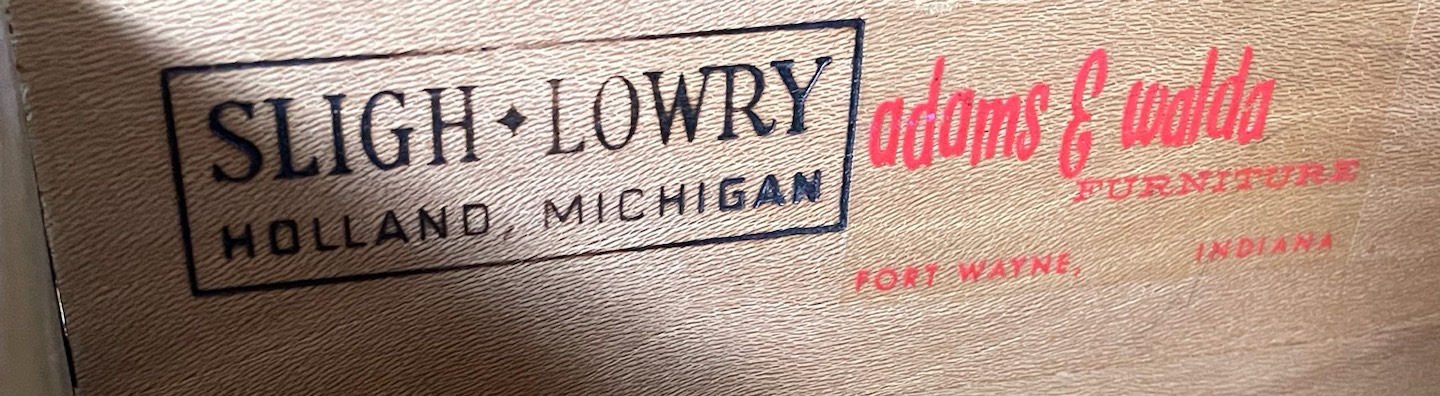 SLIGH ✦ LOWRY
HOLLAND, MICHIGAN
adams & walda
FURNITURE
FORT WAYNE, INDIANA